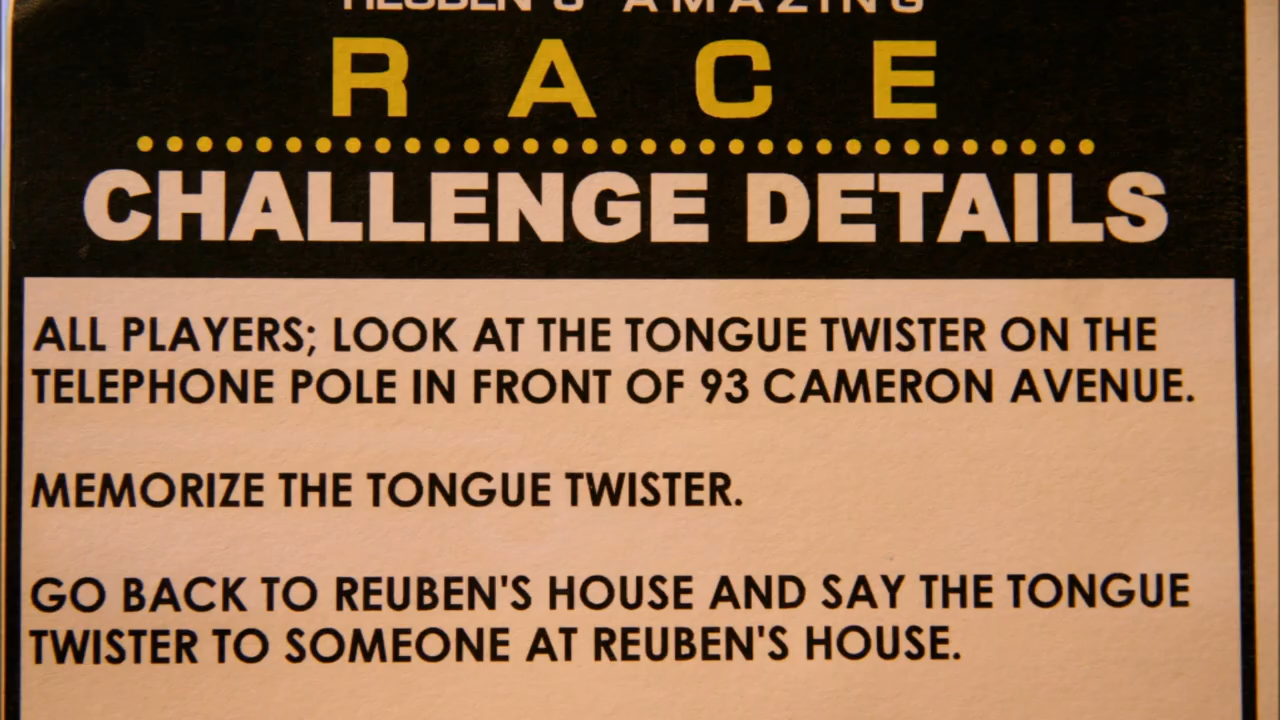 REUBEN'S AMAZING
RACE
CHALLENGE DETAILS
ALL PLAYERS; LOOK AT THE TONGUE TWISTER ON THE
TELEPHONE POLE IN FRONT OF 93 CAMERON AVENUE.
MEMORIZE THE TONGUE TWISTER.
GO BACK TO REUBEN'S HOUSE AND SAY THE TONGUE
TWISTER TO SOMEONE AT REUBEN'S HOUSE.